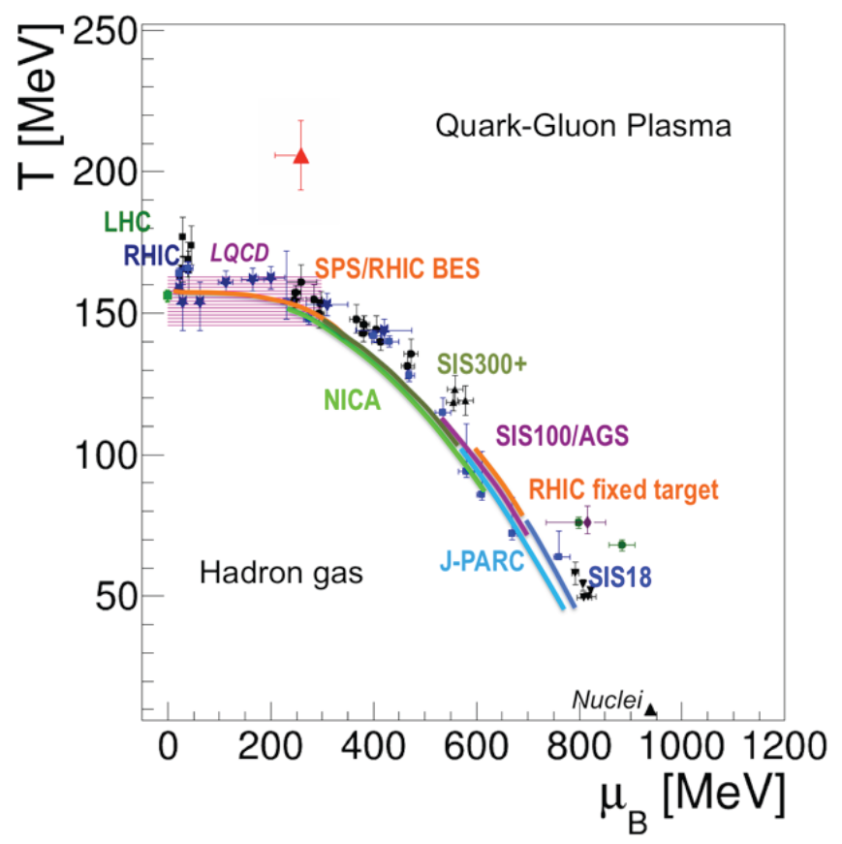 250
T [MeV]
Quark-Gluon Plasma
200
LHC
RHIC
LQCD
SPS/RHIC BES
150
SIS300+
NICA
SIS100/AGS
100
RHIC fixed target
J-PARC
Hadron gas
SIS18
50
Nuclei
0 200 400 600 800 1000 1200
μB [MeV]